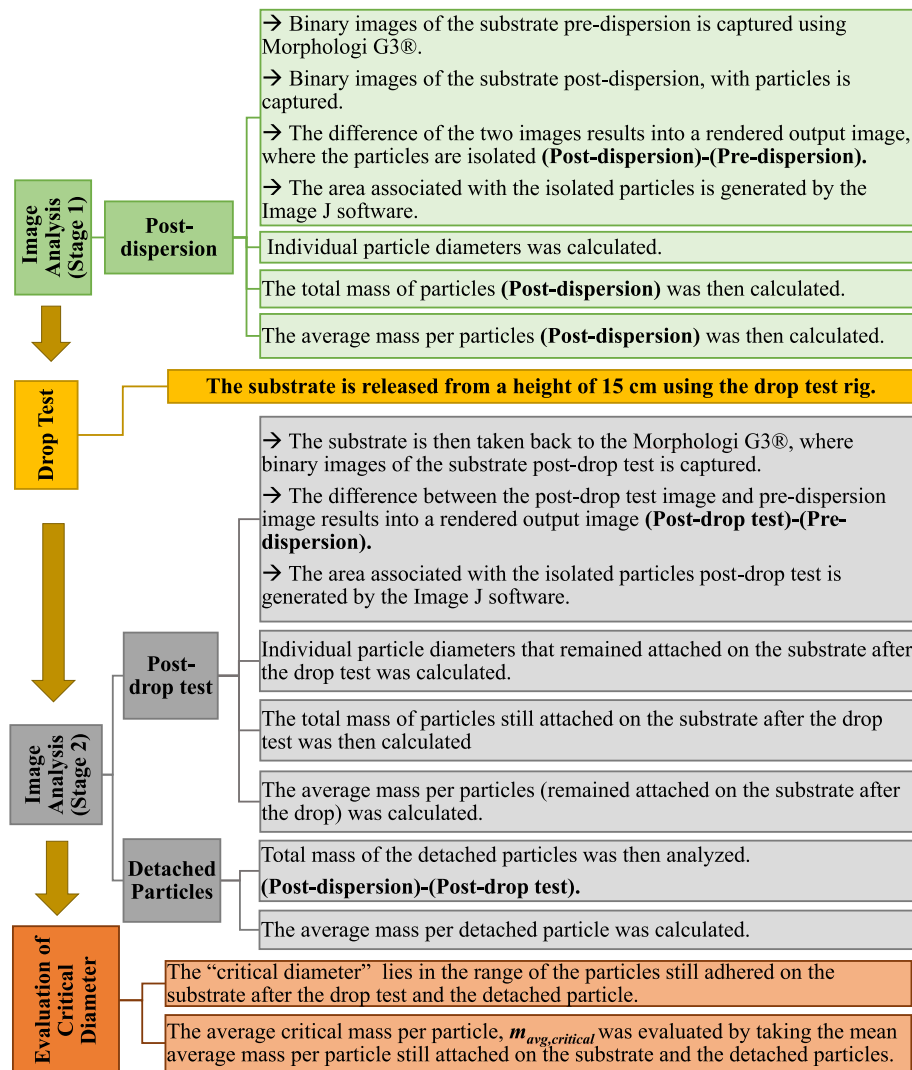 Image
Analysis
(Stage 1)
Post-
dispersion
→ Binary images of the substrate pre-dispersion is captured using
Morphologi G3®.
→ Binary images of the substrate post-dispersion, with particles is
captured.
→ The difference of the two images results into a rendered output image,
where the particles are isolated (Post-dispersion)-(Pre-dispersion).
→ The area associated with the isolated particles is generated by the
Image J software.
Individual particle diameters was calculated.
The total mass of particles (Post-dispersion) was then calculated.
The average mass per particles (Post-dispersion) was then calculated.
Drop Test
The substrate is released from a height of 15 cm using the drop test rig.
Image
Analysis
(Stage 2)
Post-
drop test
→ The substrate is then taken back to the Morphologi G3®, where
binary images of the substrate post-drop test is captured.
→ The difference between the post-drop test image and pre-dispersion
image results into a rendered output image (Post-drop test)-(Pre-
dispersion).
→ The area associated with the isolated particles post-drop test is
generated by the Image J software.
Individual particle diameters that remained attached on the substrate after
the drop test was calculated.
The total mass of particles still attached on the substrate after the drop
test was then calculated
The average mass per particles (remained attached on the substrate after
the drop) was calculated.
Detached
Particles
Total mass of the detached particles was then analyzed.
(Post-dispersion)-(Post-drop test).
The average mass per detached particle was calculated.
Evaluation of
Critical
Diameter
The “critical diameter” lies in the range of the particles still adhered on the
substrate after the drop test and the detached particle.
The average critical mass per particle, m avg,critical was evaluated by taking the mean
average mass per particle still attached on the substrate and the detached particles.